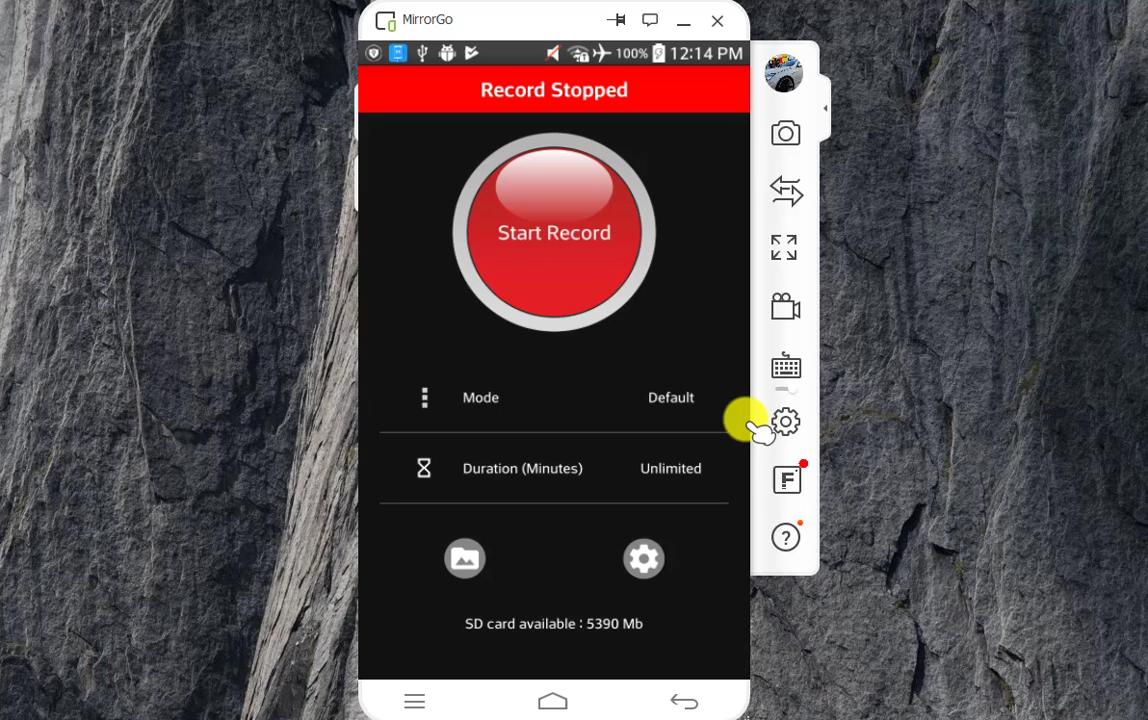 MirrorGo
100% 12:14 PM
Record Stopped
Start Record
Mode Default
Duration (Minutes) Unlimited
F
?
SD card available : 5390 Mb